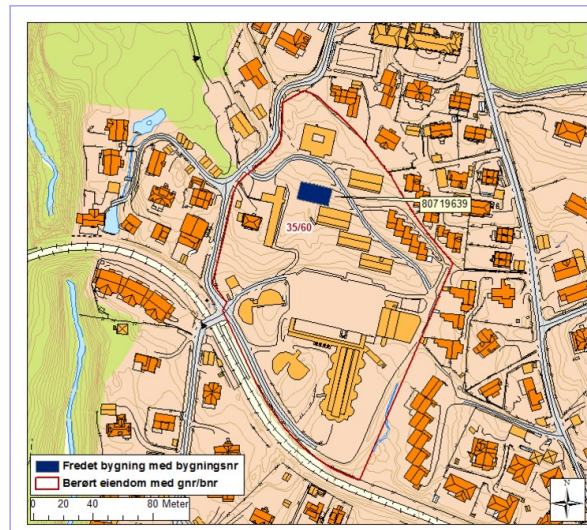 80719639
35/60
Fredet bygning med bygningsnr
Berørt eiendom med gnr/bnr
0 20 40 80 Meter
N